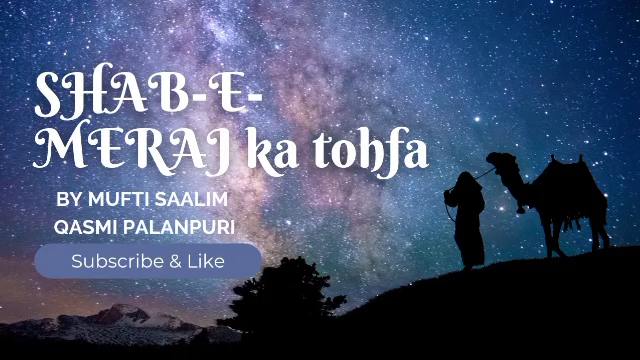 SHAB-E-
MERAJ ka tohfa
BY MUFTI SAALIM
QASMI PALANPURI
Subscribe & Like